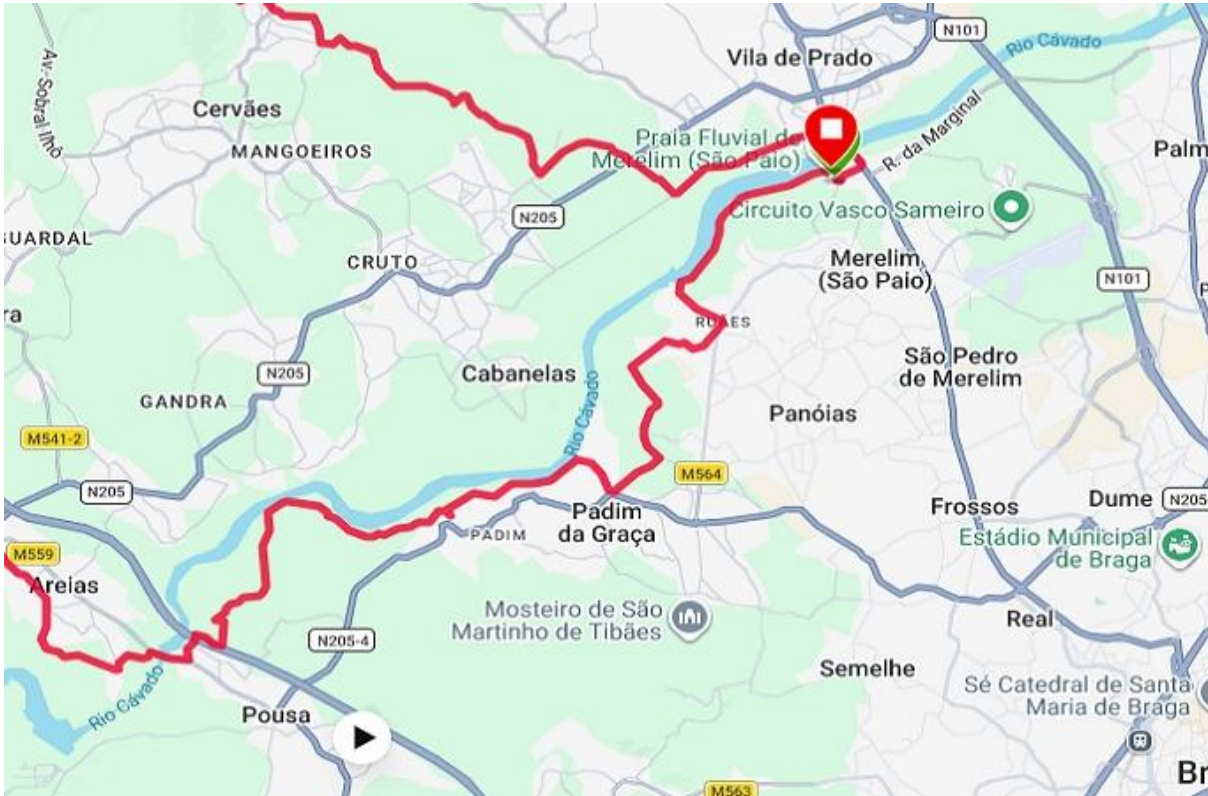 N101
Rio Cávado
Vila de Prado
Av-Sobral Ilhó
Cervães
MANGOEIROS
Praia Fluvial de
Merelim (São Paio)
R. da Marginal
Palm
N205
Circuito Vasco Sameiro
GUARDAL
CRUTO
Merelim
(São Paio)
N101
ra
RUÃES
São Pedro
de Merelim
N205
Cabanelas
GANDRA
Panóias
Rio Cávado
M541-2
M564
N205
Frossos
Dume
N205
Padim
da Graça
PADIM
Estádio Municipal
de Braga
M559
Areias
Mosteiro de São
Martinho de Tibães
Real
N205-4
Semelhe
Sé Catedral de Santa
Maria de Braga
Rio Cávado
Pousa
Br
M563